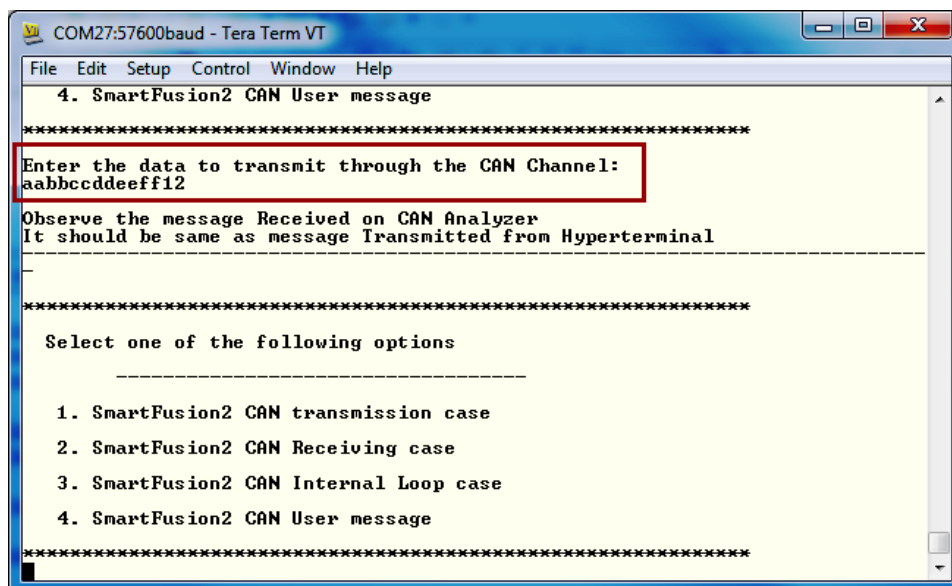 COM27:57600baud - Tera Term VT
File Edit Setup Control Window Help
4. SmartFusion2 CAN User message
**************************************************************
Enter the data to transmit through the CAN Channel:
aabbccddeeff12
Observe the message Received on CAN Analyzer
It should be same as message Transmitted from Hyperterminal
-----------------------------------------------------------------------------
-
**************************************************************
Select one of the following options
-----------------------------------
1. SmartFusion2 CAN transmission case
2. SmartFusion2 CAN Receiving case
3. SmartFusion2 CAN Internal Loop case
4. SmartFusion2 CAN User message
**************************************************************